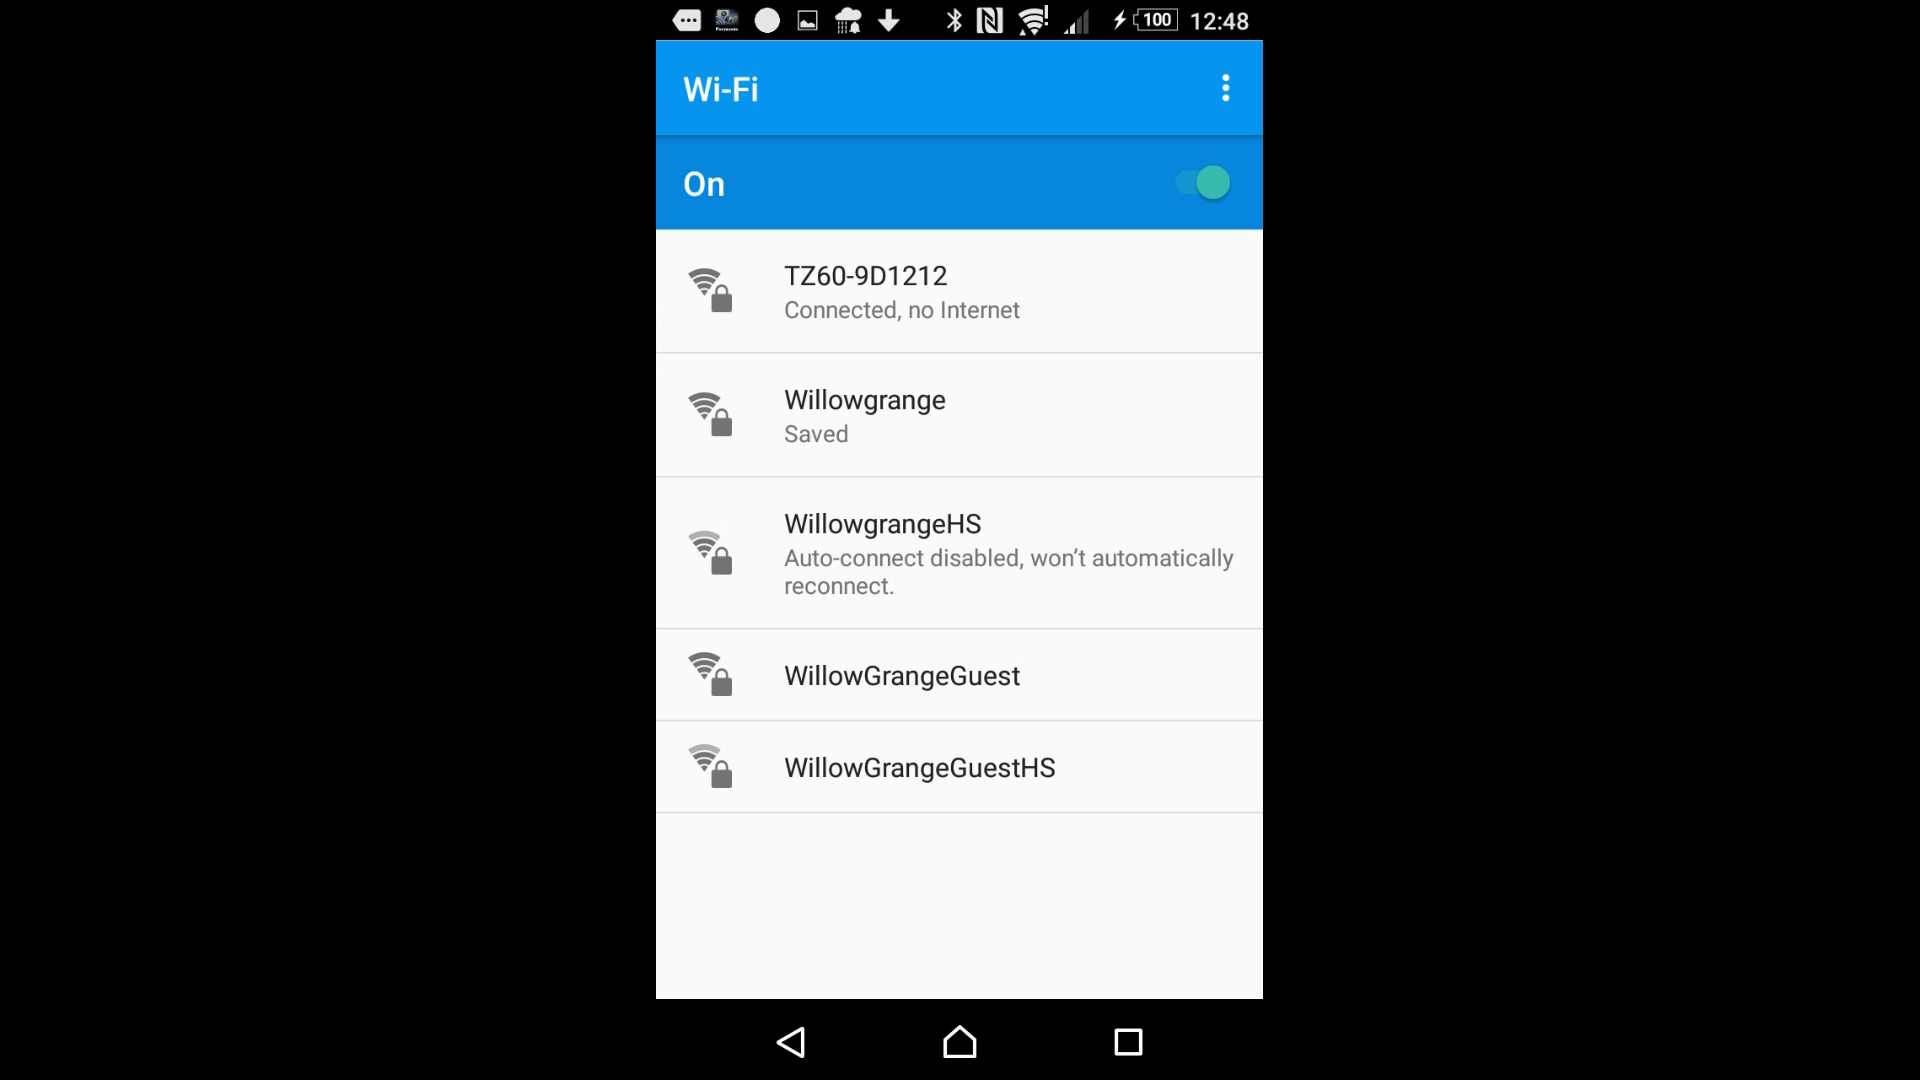 100 12:48
Wi-Fi
On
TZ60-9D1212
Connected, no Internet
Willowgrange
Saved
WillowgrangeHS
Auto-connect disabled, won’t automatically
reconnect.
WillowGrangeGuest
WillowGrangeGuestHS